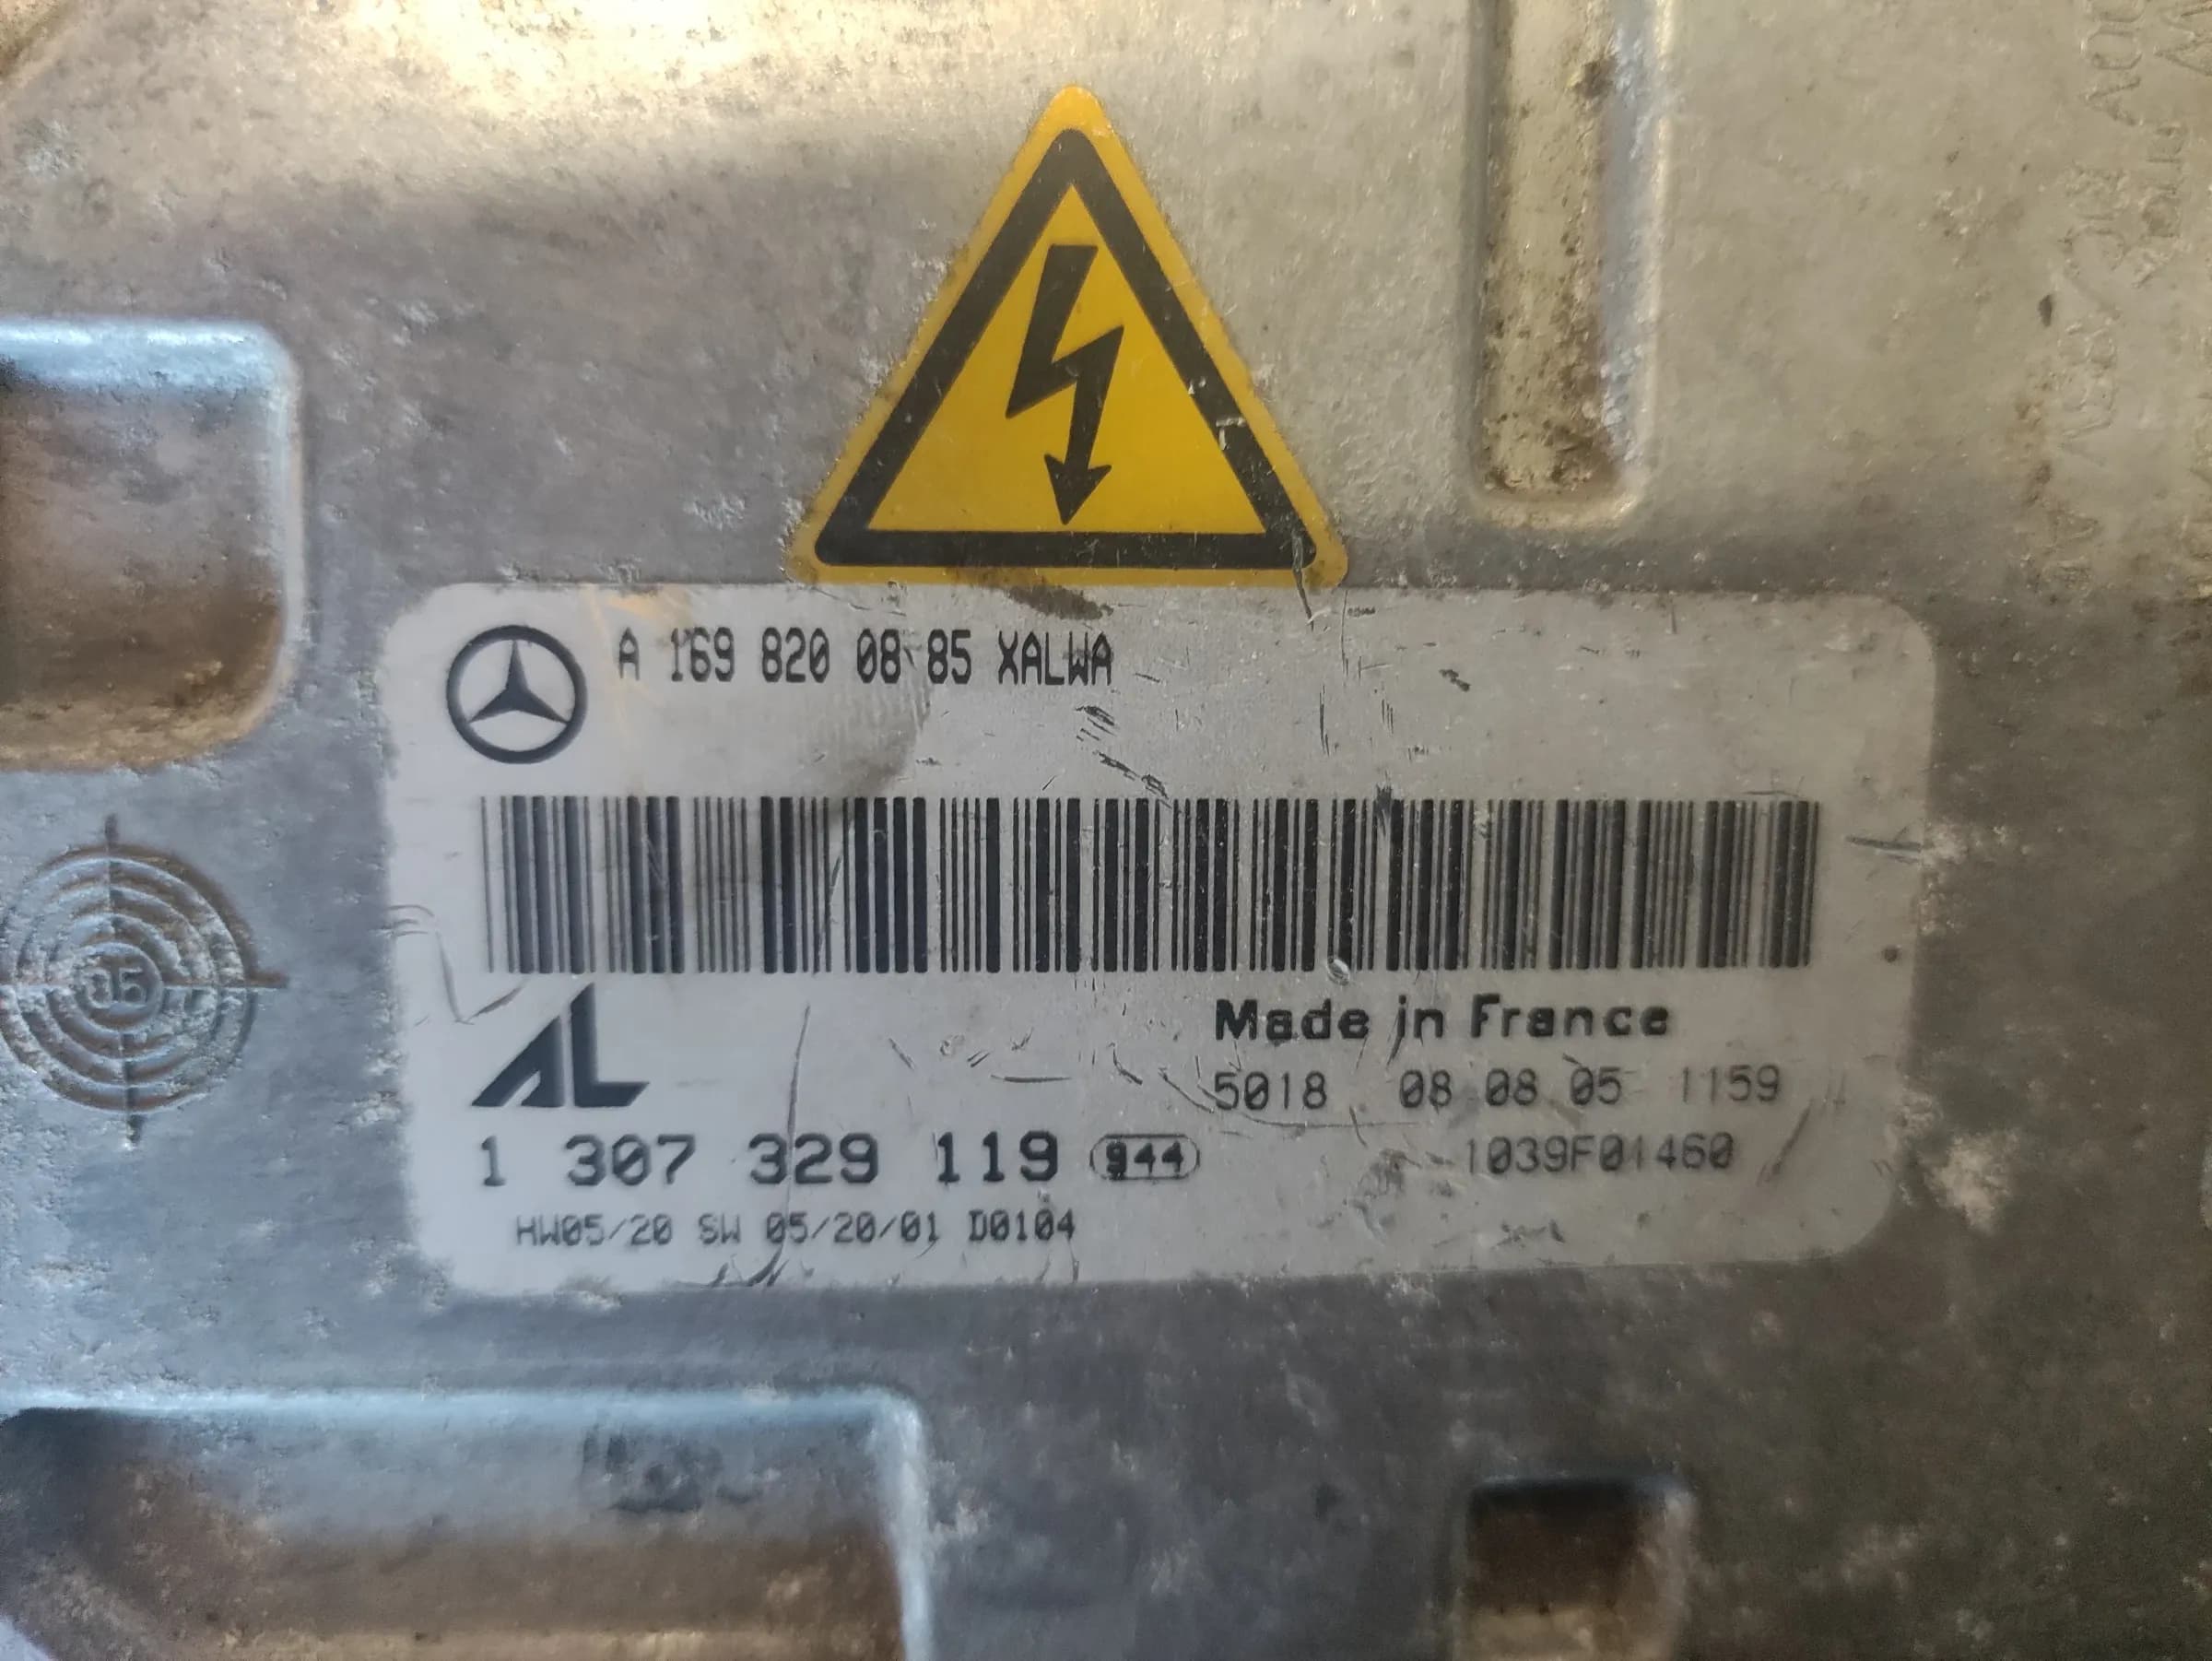 A 169 820 08 85 XALWA
AL
Made in France
5018 08 08 05 1159
1 307 329 119 944
1039F01460
HW05/20 SW 05/20/01 D0104